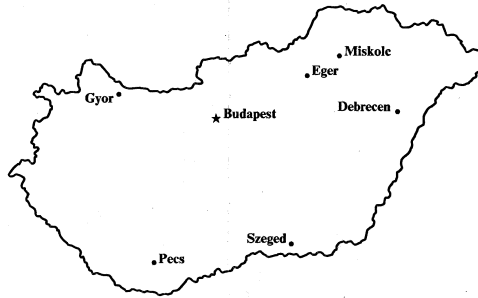 Miskolc
Eger
Gyor
Debrecen
Budapest
Szeged
Pecs